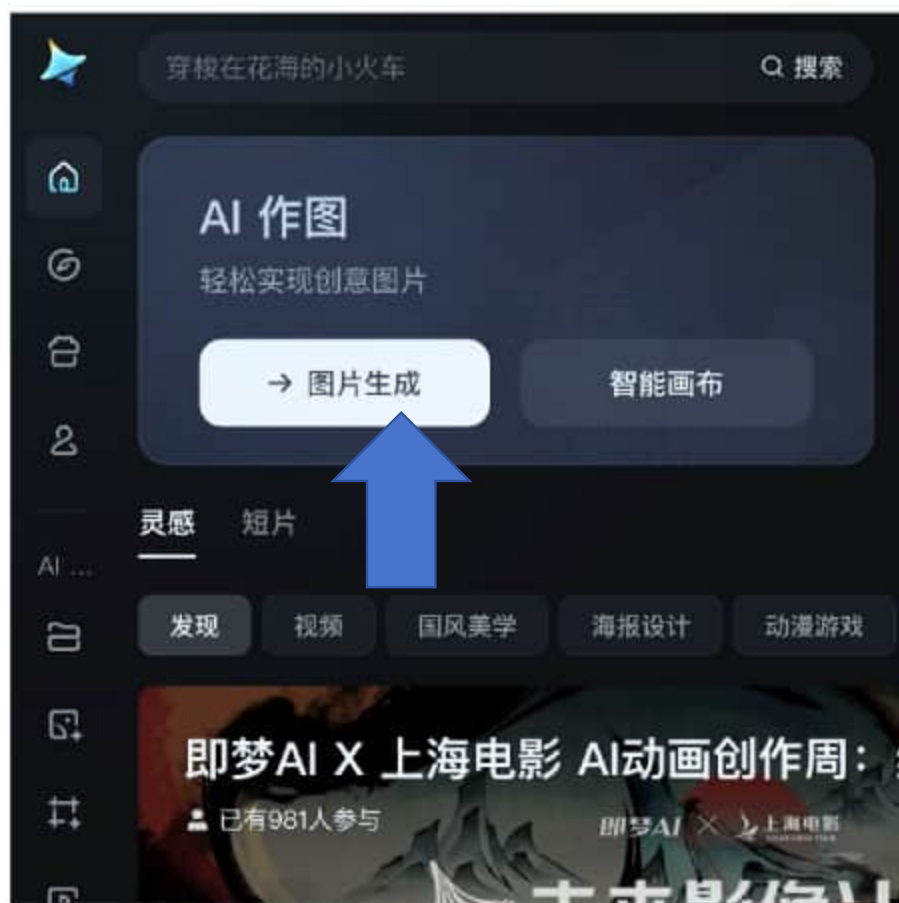 穿梭在花海的小火车 搜索
AI 作图
轻松实现创意图片
→ 图片生成 智能画布
灵感 短片
AI ...
发现 视频 国风美学 海报设计 动漫游戏
即梦AI X 上海电影 AI动画创作周：
已有981人参与
即梦AI × 上海电影
未来影像